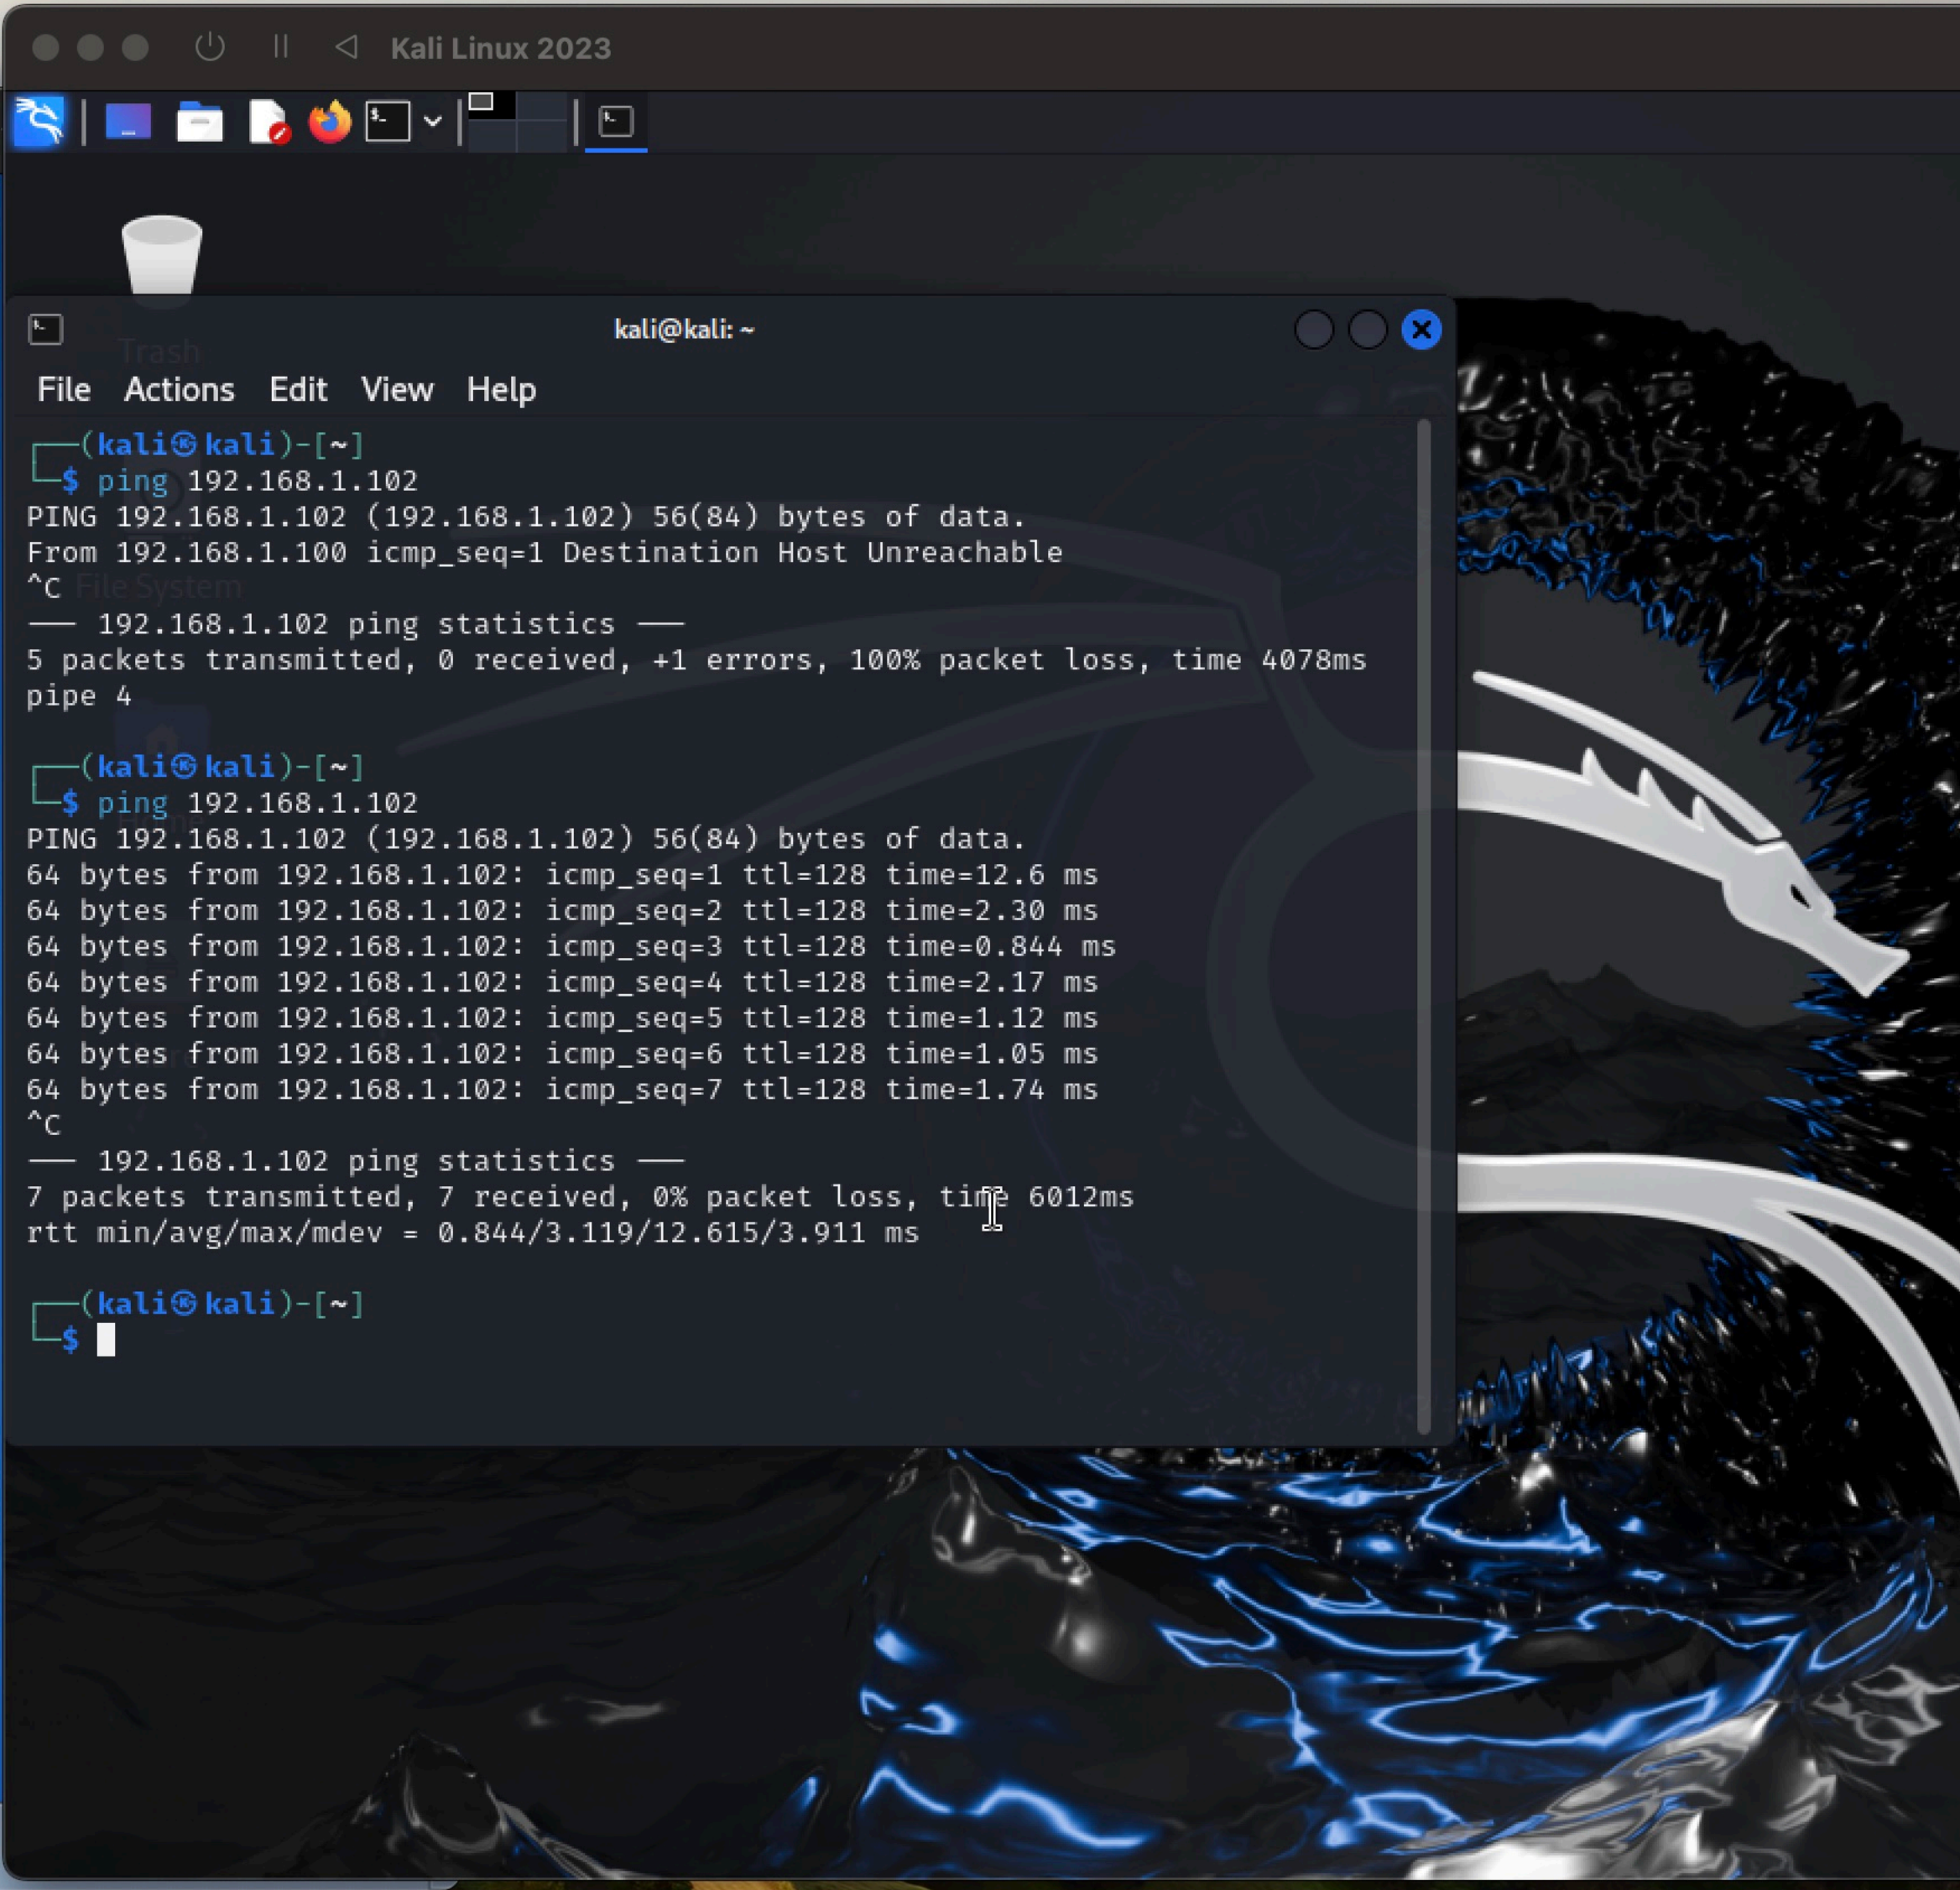 Kali Linux 2023
Trash
kali@kali: ~
File Actions Edit View Help
┌──(kali㉿kali)-[~]
└─$ ping 192.168.1.102
PING 192.168.1.102 (192.168.1.102) 56(84) bytes of data.
From 192.168.1.100 icmp_seq=1 Destination Host Unreachable
^C
File System
── 192.168.1.102 ping statistics ──
5 packets transmitted, 0 received, +1 errors, 100% packet loss, time 4078ms
pipe 4
┌──(kali㉿kali)-[~]
└─$ ping 192.168.1.102
Home
PING 192.168.1.102 (192.168.1.102) 56(84) bytes of data.
64 bytes from 192.168.1.102: icmp_seq=1 ttl=128 time=12.6 ms
64 bytes from 192.168.1.102: icmp_seq=2 ttl=128 time=2.30 ms
64 bytes from 192.168.1.102: icmp_seq=3 ttl=128 time=0.844 ms
64 bytes from 192.168.1.102: icmp_seq=4 ttl=128 time=2.17 ms
64 bytes from 192.168.1.102: icmp_seq=5 ttl=128 time=1.12 ms
64 bytes from 192.168.1.102: icmp_seq=6 ttl=128 time=1.05 ms
64 bytes from 192.168.1.102: icmp_seq=7 ttl=128 time=1.74 ms
^C
── 192.168.1.102 ping statistics ──
7 packets transmitted, 7 received, 0% packet loss, time 6012ms
rtt min/avg/max/mdev = 0.844/3.119/12.615/3.911 ms
┌──(kali㉿kali)-[~]
└─$